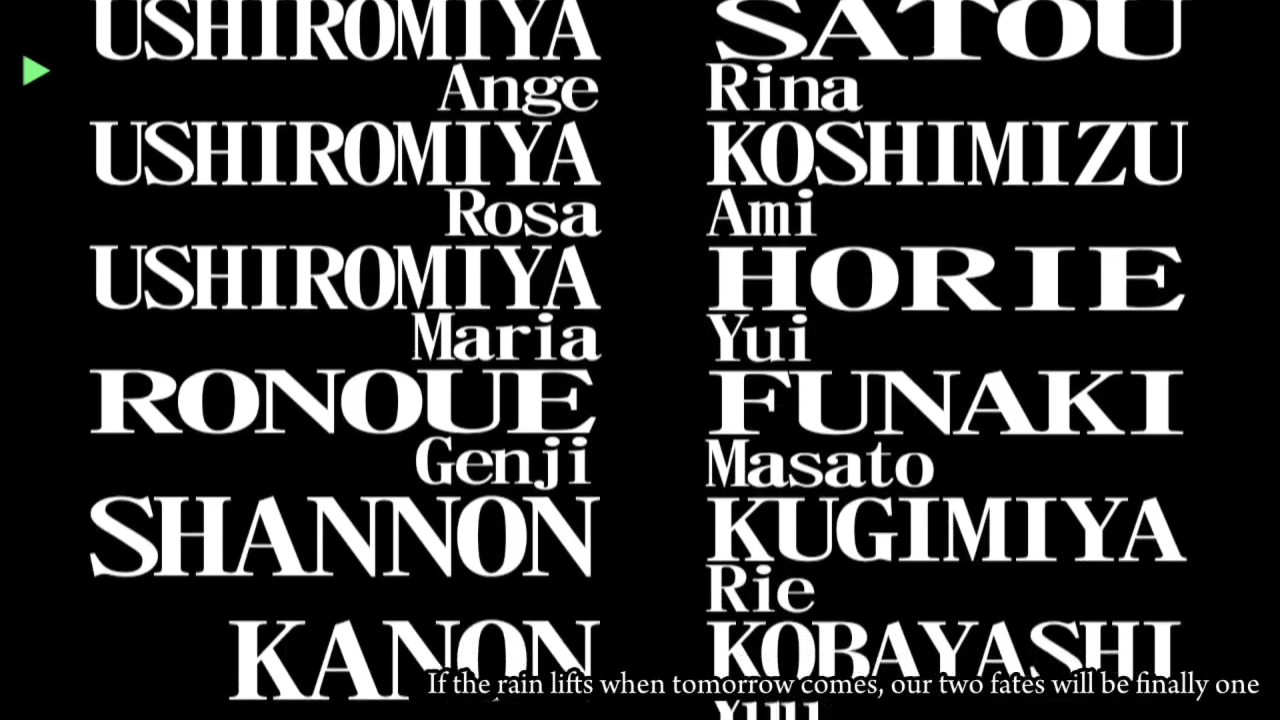 USHIROMIYA SATOU
Ange Rina
USHIROMIYA KOSHIMIZU
Rosa Ami
USHIROMIYA HORIE
Maria Yui
RONOUE FUNAKI
Genji Masato
SHANNON KUGIMIYA
Rie
KANON KOBAYASHI
If the rain lifts when tomorrow comes, our two fates will be finally one
Yuu